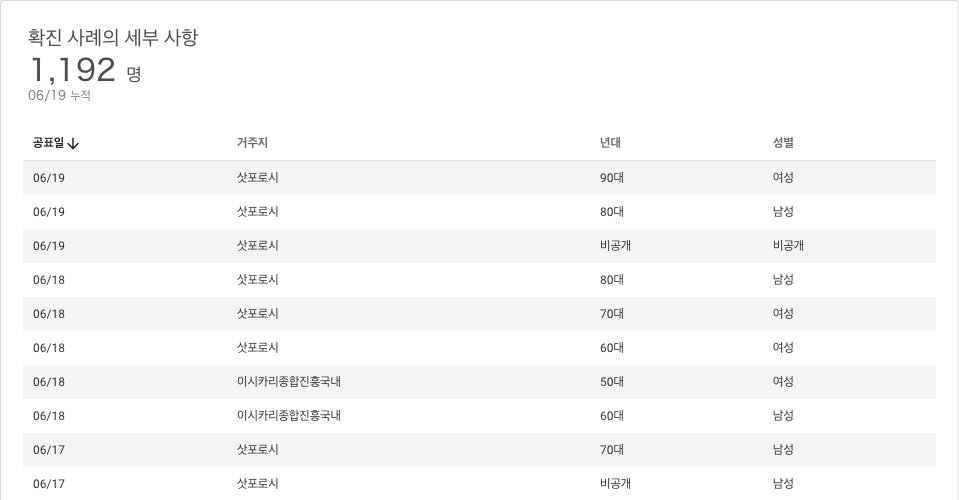 확진 사례의 세부 사항
1,192 명
06/19 누적
공표일 거주지 년대 성별
06/19 삿포로시 90대 여성
06/19 삿포로시 80대 남성
06/19 삿포로시 비공개 비공개
06/18 삿포로시 80대 남성
06/18 삿포로시 70대 여성
06/18 삿포로시 60대 여성
06/18 이시카리종합진흥국내 50대 여성
06/18 이시카리종합진흥국내 60대 남성
06/17 삿포로시 70대 남성
06/17 삿포로시 비공개 남성